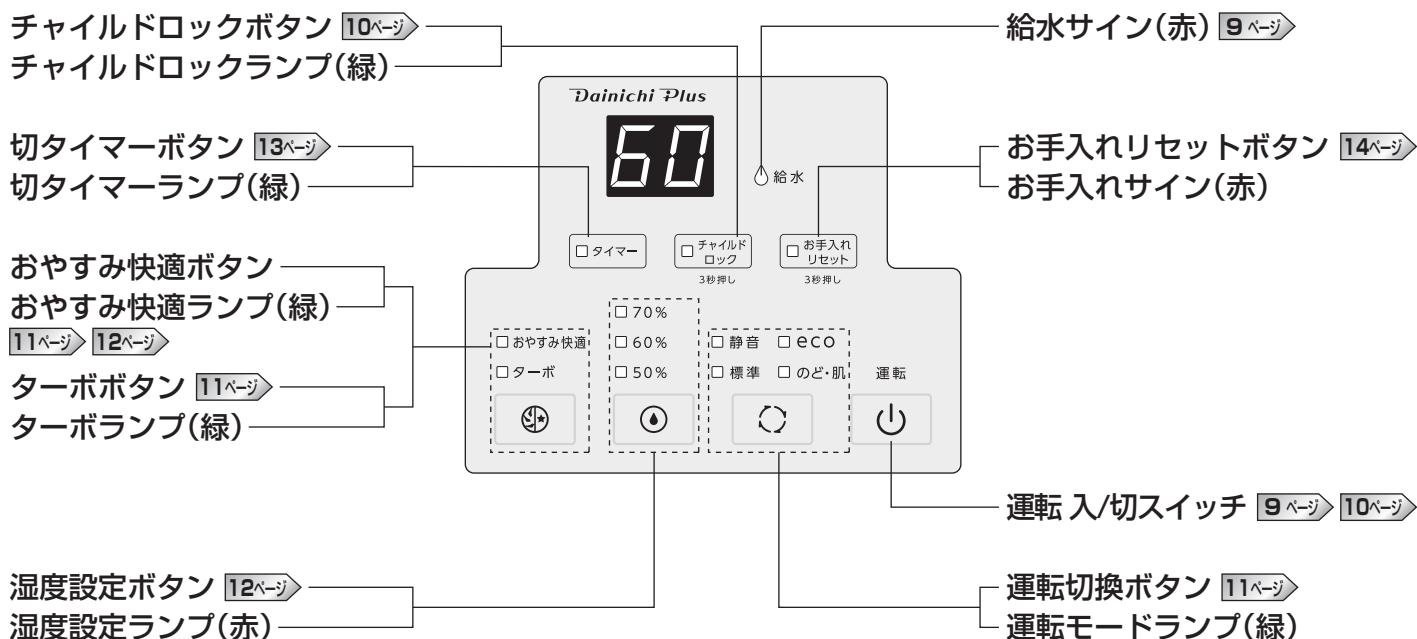 チャイルドロックボタン 10ページ
チャイルドロックランプ(緑)
切タイマーボタン 13ページ
切タイマーランプ(緑)
おやすみ快適ボタン
おやすみ快適ランプ(緑)
11ページ 12ページ
ターボボタン 11ページ
ターボランプ(緑)
湿度設定ボタン 12ページ
湿度設定ランプ(赤)
Dainichi Plus
60
給水
タイマー
チャイルド
ロック
3秒押し
お手入れ
リセット
3秒押し
おやすみ快適
ターボ
70%
60%
50%
静音 eco
標準 のど・肌
運転
給水サイン(赤) 9ページ
お手入れリセットボタン 14ページ
お手入れサイン(赤)
運転 入/切スイッチ 9ページ 10ページ
運転切換ボタン 11ページ
運転モードランプ(緑)